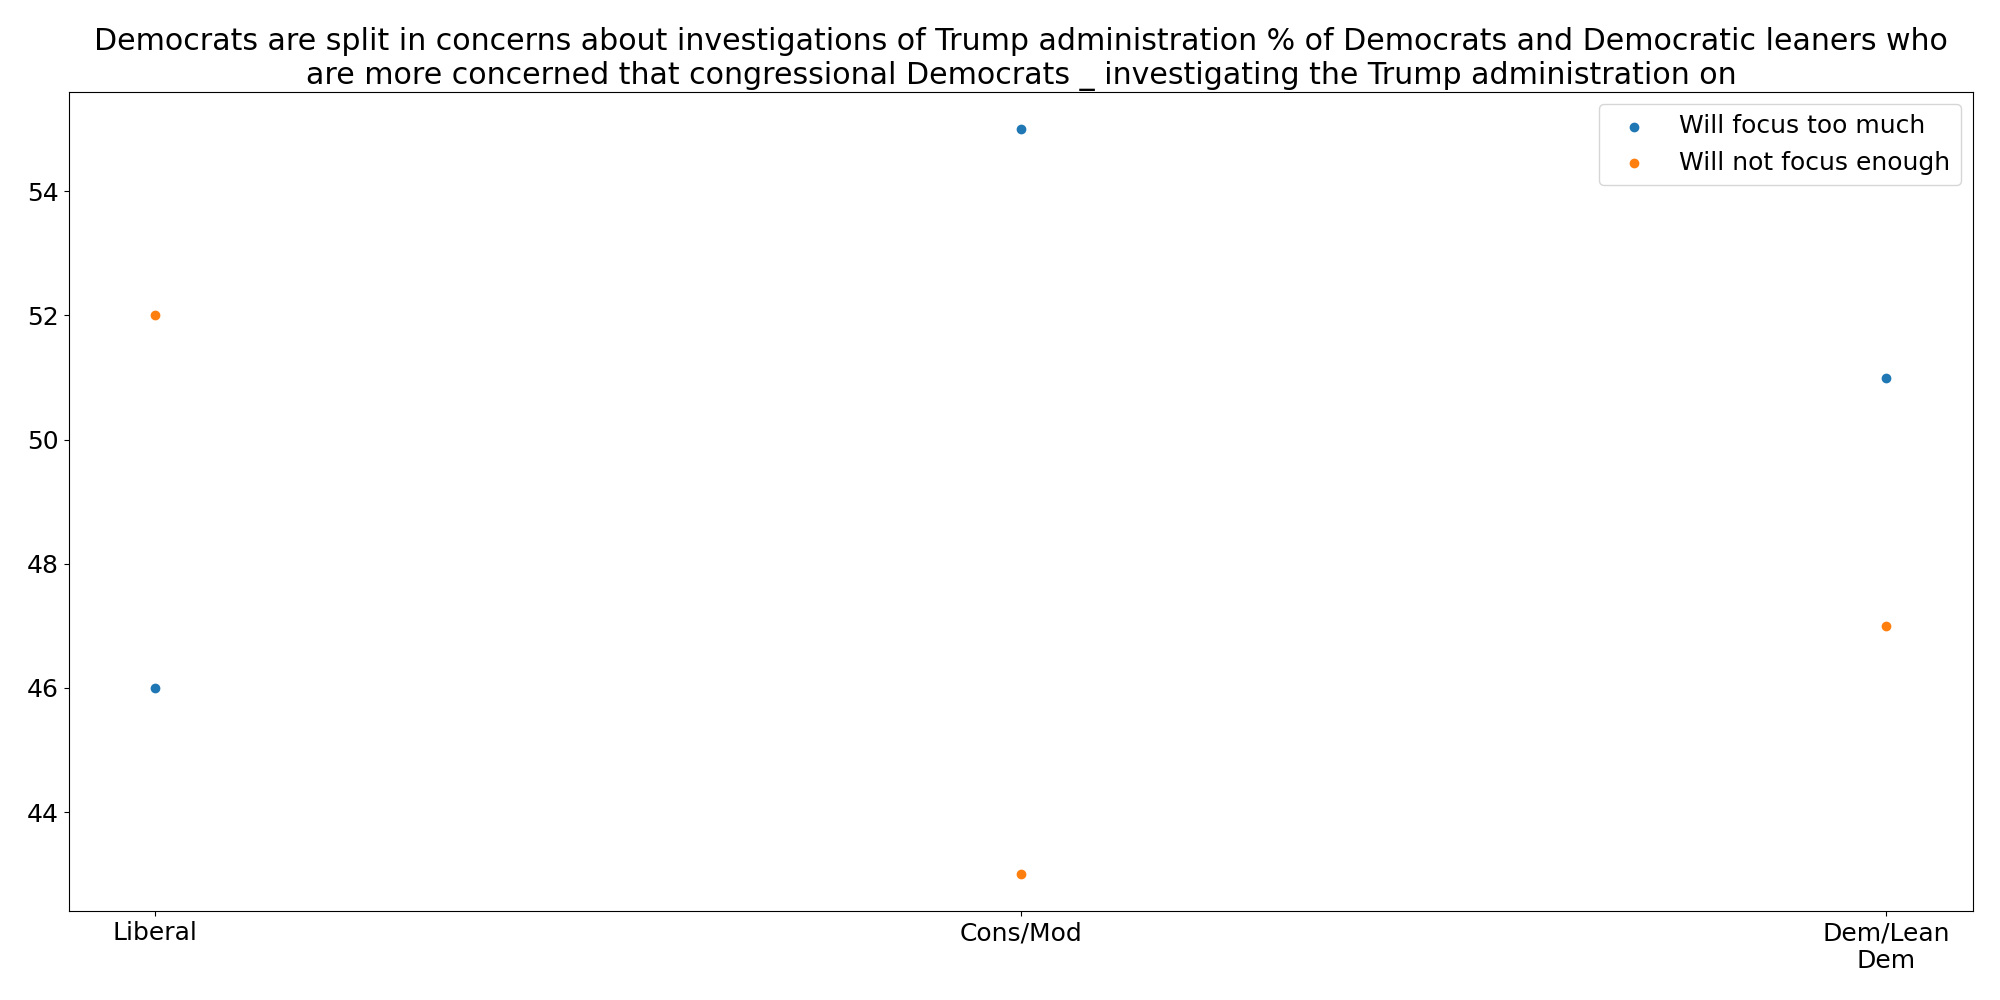 Democrats are split in concerns about investigations of Trump administration % of Democrats and Democratic leaners who
are more concerned that congressional Democrats _ investigating the Trump administration on
Will focus too much
Will not focus enough
54
52
50
48
46
44
Liberal
Cons/Mod
Dem/Lean
Dem